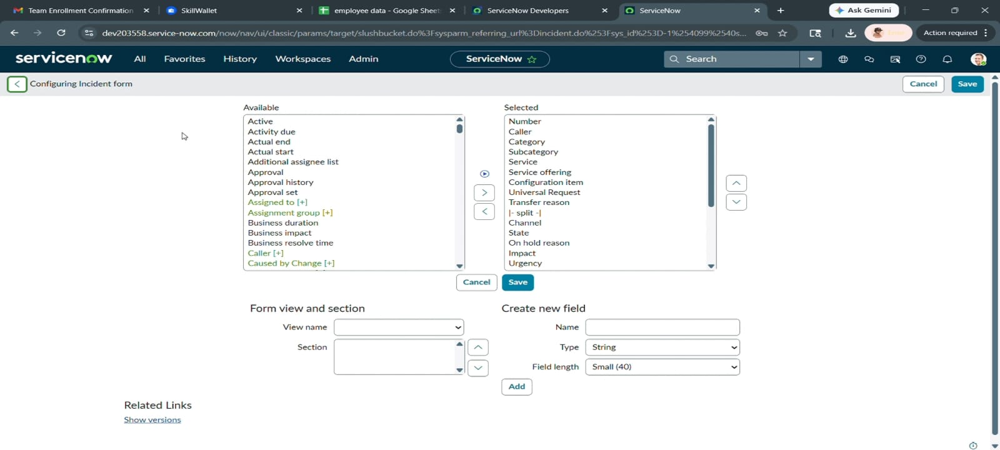 Team Enrollment Confirmation
SkillWallet
employee data - Google Sheet
ServiceNow Developers
ServiceNow
Ask Gemini
dev203558.service-now.com/now/nav/ui/classic/params/target/slushbucket.do%3Fsysparm_referring_url%3Dincident.do%253Fsys_id%253D-1%254099%2540s...
Action required
servicenow
All
Favorites
History
Workspaces
Admin
ServiceNow
Search
Configuring Incident form
Cancel
Save
Available
Active
Activity due
Actual end
Actual start
Additional assignee list
Approval
Approval history
Approval set
Assigned to [+]
Assignment group [+]
Business duration
Business impact
Business resolve time
Caller [+]
Caused by Change [+]
Selected
Number
Caller
Category
Subcategory
Service
Service offering
Configuration item
Universal Request
Transfer reason
|- split -|
Channel
State
On hold reason
Impact
Urgency
Cancel
Save
Form view and section
View name
Section
Create new field
Name
Type
String
Field length
Small (40)
Add
Related Links
Show versions